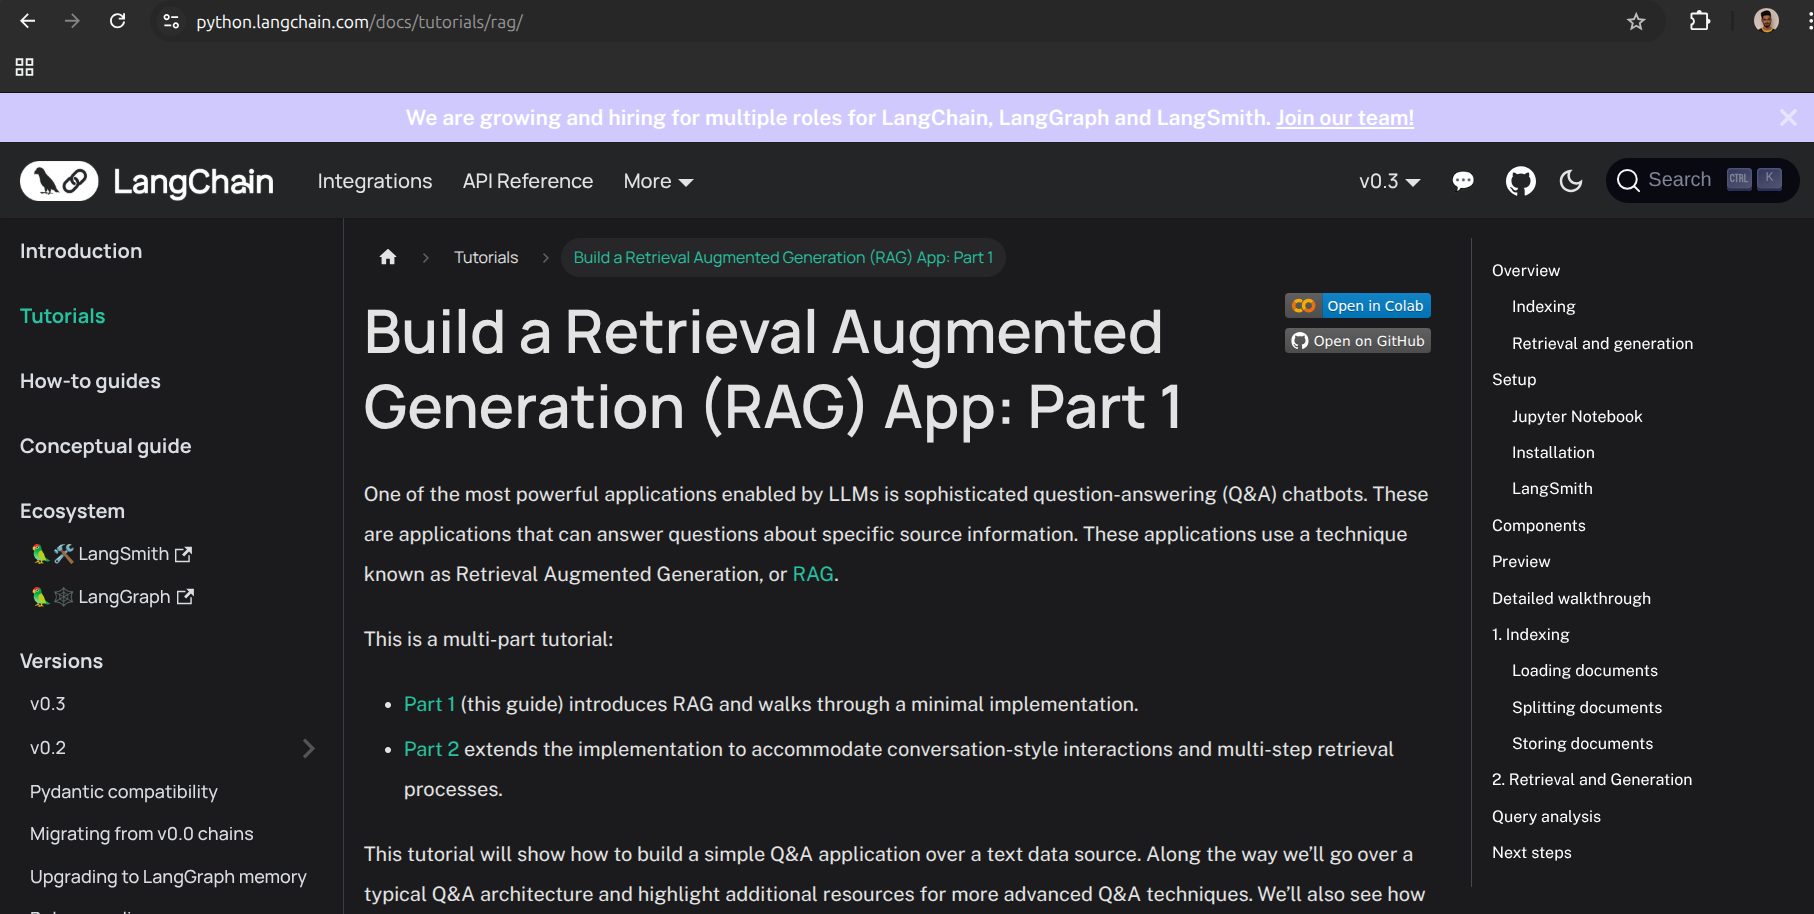 python.langchain.com/docs/tutorials/rag/
We are growing and hiring for multiple roles for LangChain, LangGraph and LangSmith. Join our team!
LangChain
Integrations
API Reference
More
v0.3
Search
CTRL
K
Introduction
Tutorials
How-to guides
Conceptual guide
Ecosystem
🦜🛠️ LangSmith
🦜🕸️ LangGraph
Versions
v0.3
v0.2
Pydantic compatibility
Migrating from v0.0 chains
Upgrading to LangGraph memory
Tutorials
Build a Retrieval Augmented Generation (RAG) App: Part 1
Open in Colab
Open on GitHub
Build a Retrieval Augmented
Generation (RAG) App: Part 1
One of the most powerful applications enabled by LLMs is sophisticated question-answering (Q&A) chatbots. These
are applications that can answer questions about specific source information. These applications use a technique
known as Retrieval Augmented Generation, or RAG.
This is a multi-part tutorial:
• Part 1 (this guide) introduces RAG and walks through a minimal implementation.
• Part 2 extends the implementation to accommodate conversation-style interactions and multi-step retrieval
processes.
This tutorial will show how to build a simple Q&A application over a text data source. Along the way we'll go over a
typical Q&A architecture and highlight additional resources for more advanced Q&A techniques. We'll also see how
Overview
Indexing
Retrieval and generation
Setup
Jupyter Notebook
Installation
LangSmith
Components
Preview
Detailed walkthrough
1. Indexing
Loading documents
Splitting documents
Storing documents
2. Retrieval and Generation
Query analysis
Next steps